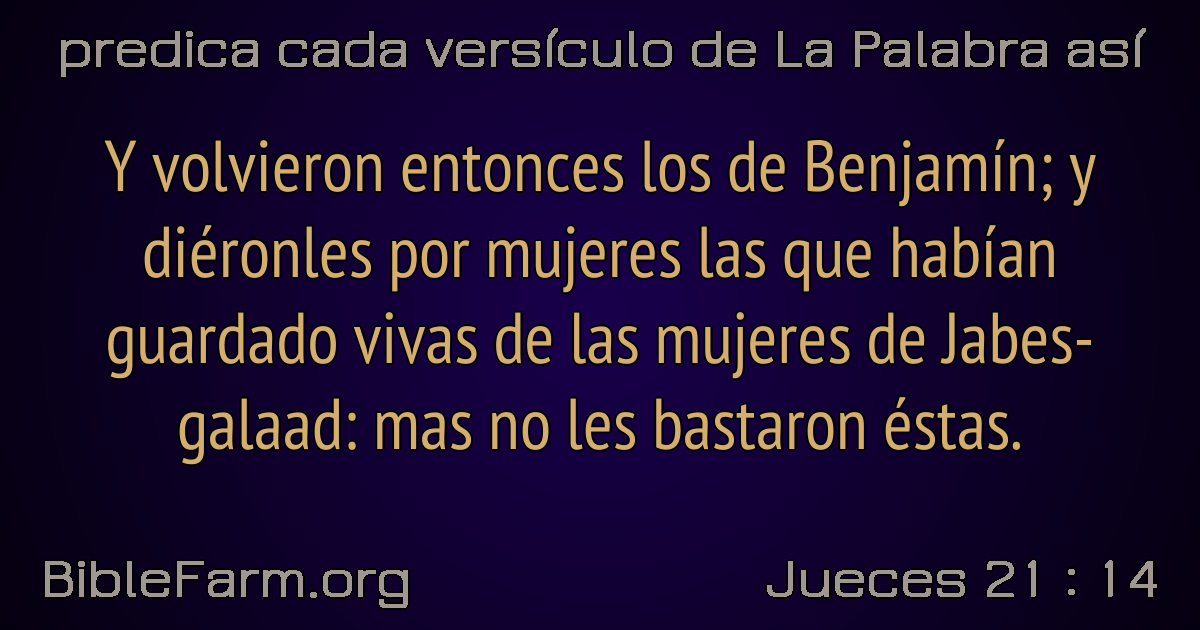 predica cada versículo de La Palabra así
Y volvieron entonces los de Benjamín; y
diéronles por mujeres las que habían
guardado vivas de las mujeres de Jabes-
galaad: mas no les bastaron éstas.
BibleFarm.org
Jueces 21 : 14